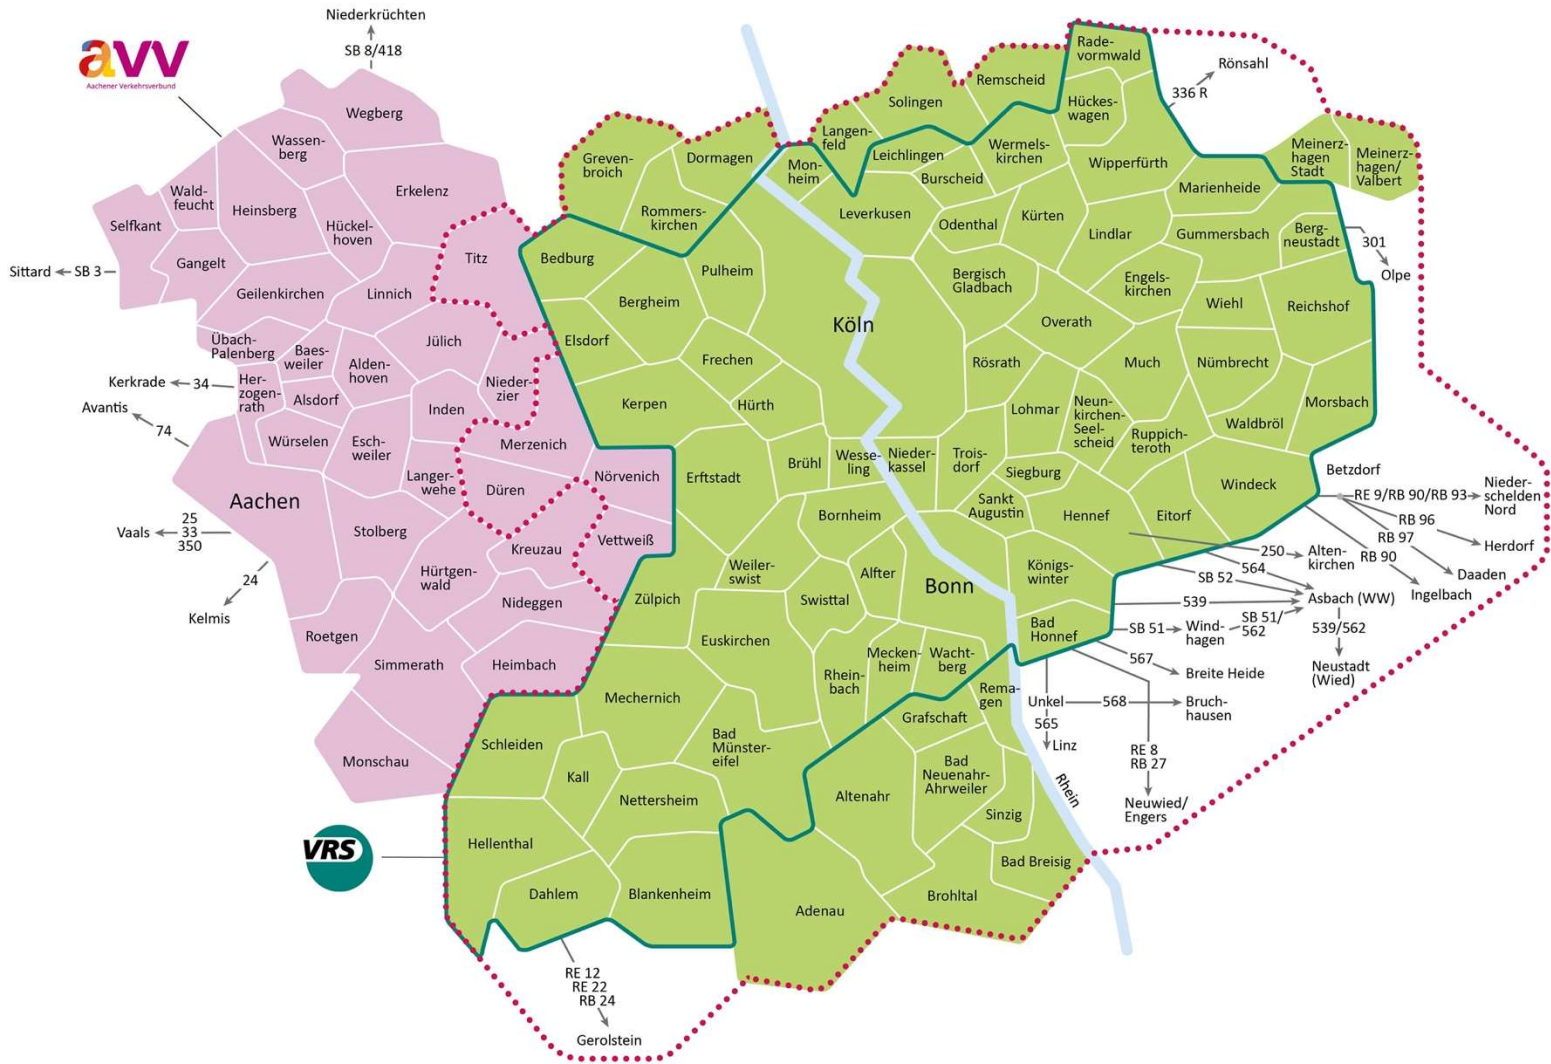 Niederkrüchten
SB 8/418
avv
Aachener Verkehrsverbund
Wegberg
Wassen-
berg
Erkelenz
Wald-
feucht
Heinsberg
Hückel-
hoven
Selfkant
Gangelt
Sittard
SB 3
Geilenkirchen
Linnich
Titz
Übach-
Palenberg
Baes-
weiler
Alden-
hoven
Jülich
Kerkrade
34
Her-
zogen-
rath
Alsdorf
Inden
Nieder-
zier
Avantis
74
Würselen
Esch-
weiler
Merzenich
Langer-
wehe
Düren
Nörvenich
Aachen
Vaals
25
33
350
Stolberg
Kreuzau
Vettweiß
24
Kelmis
Hürtgen-
wald
Nideggen
Roetgen
Simmerath
Heimbach
Monschau
Greven-
broich
Dormagen
Rommers-
kirchen
Langen-
feld
Solingen
Remscheid
Rade-
vormwald
336 R
Rönsahl
Hückes-
wagen
Mon-
heim
Leichlingen
Wermels-
kirchen
Burscheid
Wipperfürth
Meinerz-
hagen
Stadt
Meinerz-
hagen/
Valbert
Marienheide
Leverkusen
Odenthal
Kürten
Lindlar
Gummersbach
Berg-
neustadt
301
Olpe
Bedburg
Pulheim
Bergheim
Bergisch
Gladbach
Engels-
kirchen
Wiehl
Reichshof
Köln
Overath
Elsdorf
Frechen
Rösrath
Much
Nümbrecht
Kerpen
Hürth
Lohmar
Neun-
kirchen-
Seel-
scheid
Ruppich-
teroth
Waldbröl
Morsbach
Erftstadt
Brühl
Wesse-
ling
Nieder-
kassel
Trois-
dorf
Siegburg
Windeck
Sankt
Augustin
Hennef
Eitorf
Bornheim
Betzdorf
RE 9/RB 90/RB 93
Nieder-
schelden
Nord
RB 96
Herdorf
RB 97
Daaden
RB 90
Ingelbach
250
Alten-
kirchen
564
SB 52
Asbach (WW)
539
SB 51
Wind-
hagen
SB 51/
562
539/562
Neustadt
(Wied)
567
Breite Heide
Unkel
568
Bruch-
hausen
565
Linz
RE 8
RB 27
Neuwied/
Engers
Weiler-
swist
Alfter
Bonn
Königs-
winter
Zülpich
Swisttal
Bad
Honnef
Euskirchen
Mecken-
heim
Wacht-
berg
Rhein-
bach
Mechernich
Rema-
gen
Grafschaft
Schleiden
Bad
Münster-
eifel
Kall
Bad
Neuenahr-
Ahrweiler
Nettersheim
Altenahr
Rhein
Sinzig
VRS
Hellenthal
Bad Breisig
Dahlem
Blankenheim
Brohltal
Adenau
RE 12
RE 22
RB 24
Gerolstein